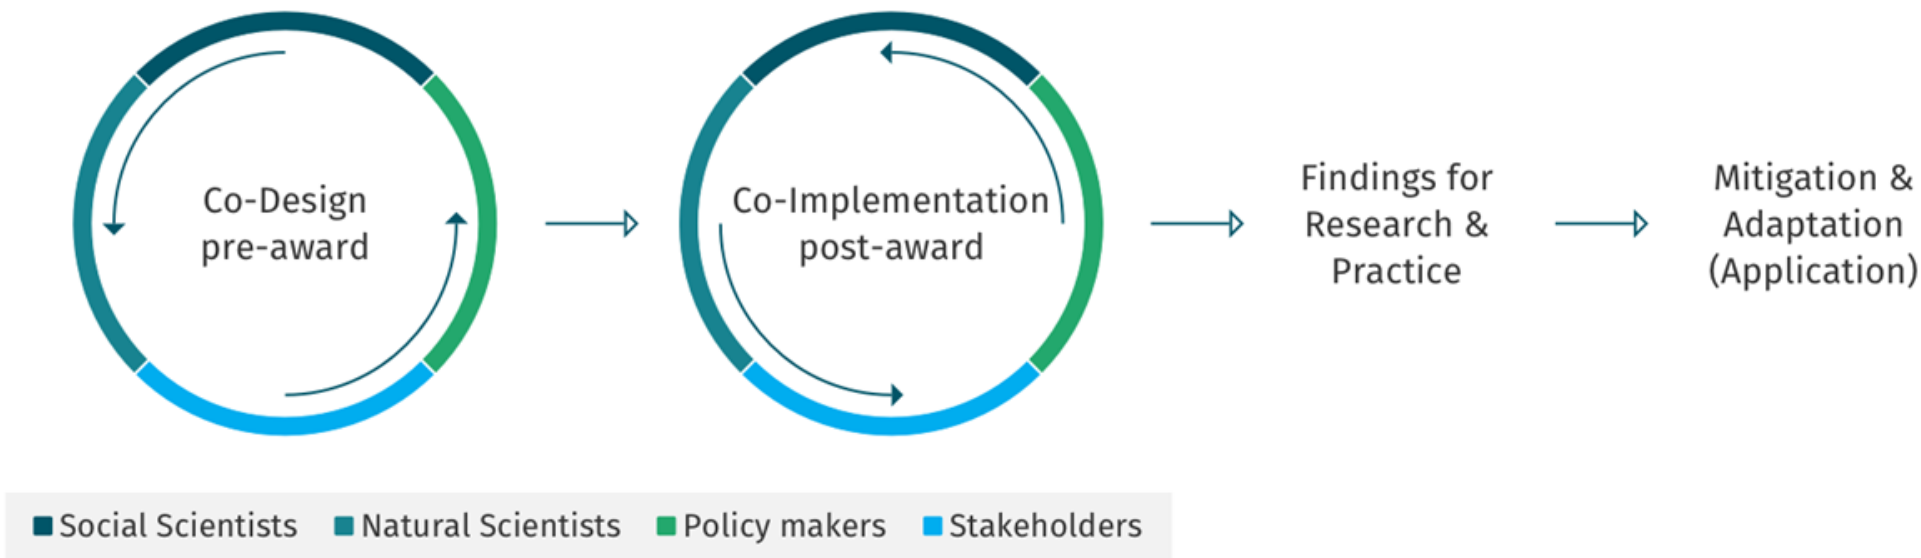 Co-Design
pre-award
Co-Implementation
post-award
Findings for
Research &
Practice
Mitigation &
Adaptation
(Application)
Social Scientists
Natural Scientists
Policy makers
Stakeholders